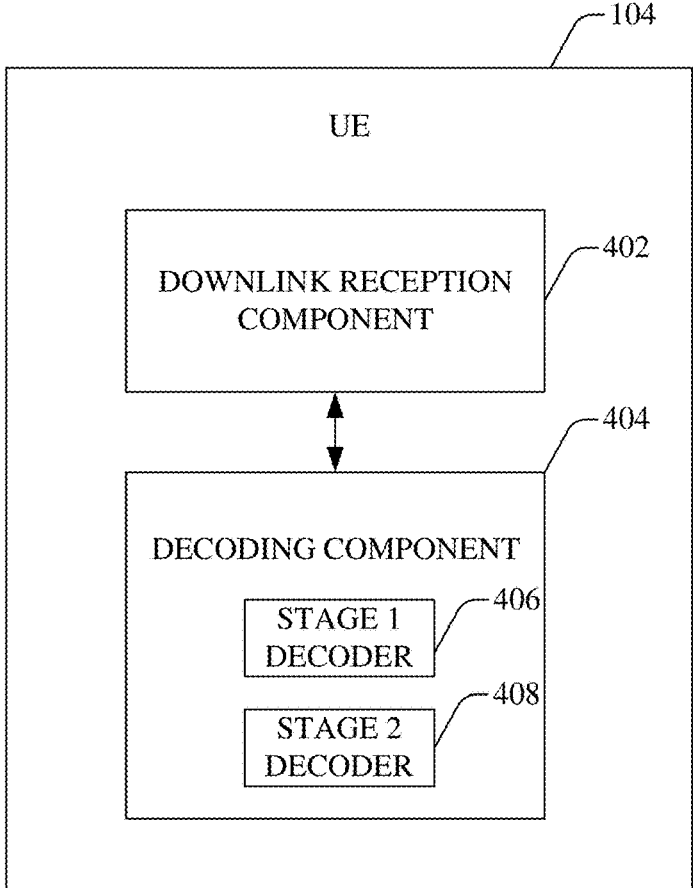 104
UE
402
DOWNLINK RECEPTION
COMPONENT
404
DECODING COMPONENT
406
STAGE 1
DECODER
408
STAGE 2
DECODER